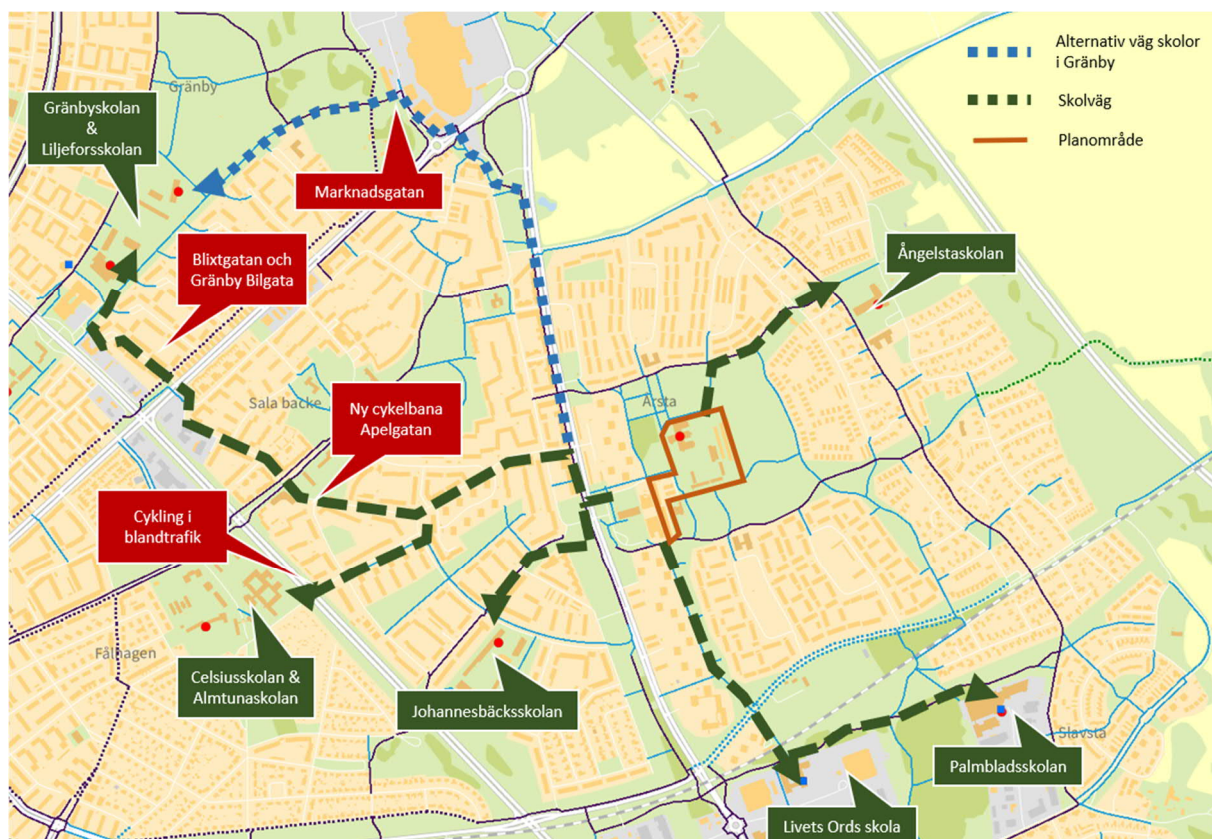 Alternativ väg skolor
i Gränby
Skolväg
Planområde
Gränby
Gränbyskolan
&
Liljeforsskolan
Marknadsgatan
Blixtgatan och
Gränby Bilgata
Ångelstaskolan
Sala backe
Årsta
Ny cykelbana
Apelgatan
Cykling i
blandtrafik
Fålhagen
Celsiusskolan &
Almtunaskolan
Johannesbäcksskolan
Slavsta
Palmbladsskolan
Livets Ords skola